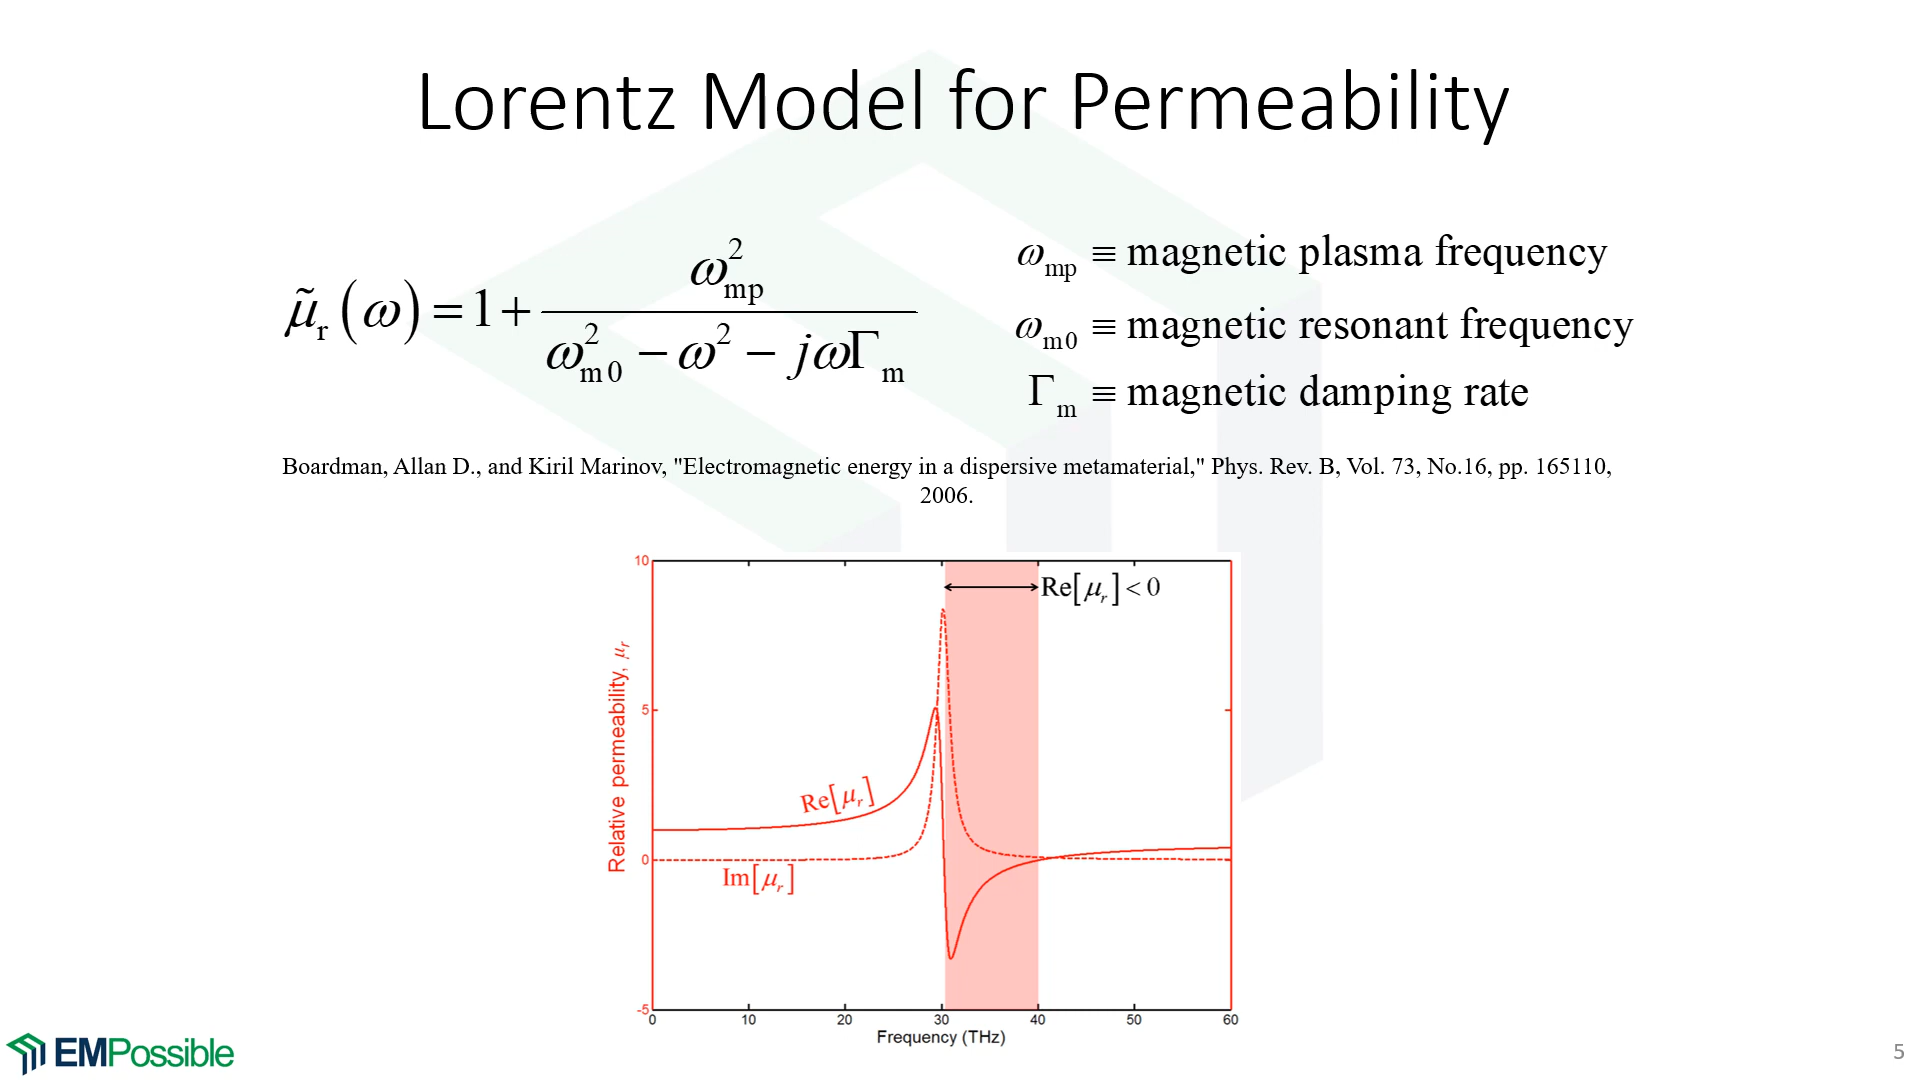 Lorentz Model for Permeability
μ̃r(ω) = 1 + ω²mp / (ω²m0 − ω² − jωΓm)
ωmp ≡ magnetic plasma frequency
ωm0 ≡ magnetic resonant frequency
Γm ≡ magnetic damping rate
Boardman, Allan D., and Kiril Marinov, "Electromagnetic energy in a dispersive metamaterial," Phys. Rev. B, Vol. 73, No.16, pp. 165110,
2006.
10
Re[μr] < 0
5
Relative permeability, μr
Re[μr]
0
Im[μr]
-5
0 10 20 30 40 50 60
Frequency (THz)
EMPossible
5